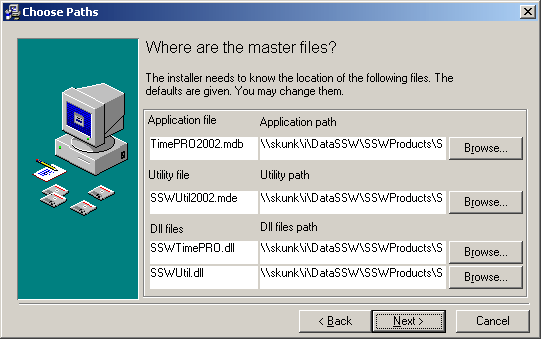 Choose Paths
Where are the master files?
The installer needs to know the location of the following files. The
defaults are given. You may change them.
Application file Application path
TimePRO2002.mdb \\skunk\i\DataSSW\SSWProducts\S Browse...
Utility file Utility path
SSWUtil2002.mde \\skunk\i\DataSSW\SSWProducts\S Browse...
Dll files Dll files path
SSWTimePRO.dll \\skunk\i\DataSSW\SSWProducts\S Browse...
SSWUtil.dll \\skunk\i\DataSSW\SSWProducts\S Browse...
< Back Next > Cancel